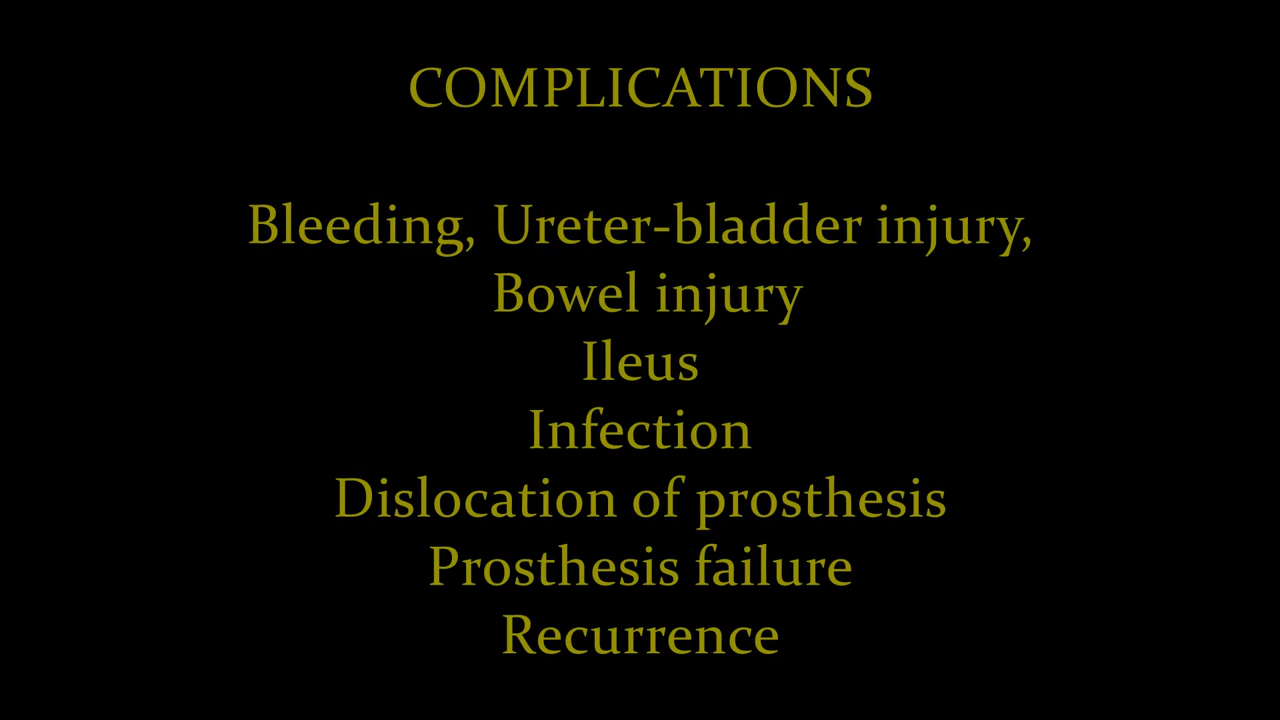 COMPLICATIONS
Bleeding, Ureter-bladder injury,
Bowel injury
Ileus
Infection
Dislocation of prosthesis
Prosthesis failure
Recurrence